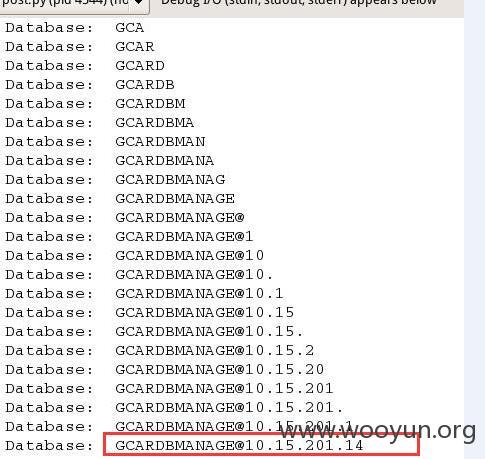 post.py (pid 4544) (no Debug I/O (stdin, stdout, stderr) appears below
Database: GCA
Database: GCAR
Database: GCARD
Database: GCARDB
Database: GCARDBM
Database: GCARDBMA
Database: GCARDBMAN
Database: GCARDBMANA
Database: GCARDBMANAG
Database: GCARDBMANAGE
Database: GCARDBMANAGE@
Database: GCARDBMANAGE@1
Database: GCARDBMANAGE@10
Database: GCARDBMANAGE@10.
Database: GCARDBMANAGE@10.1
Database: GCARDBMANAGE@10.15
Database: GCARDBMANAGE@10.15.
Database: GCARDBMANAGE@10.15.2
Database: GCARDBMANAGE@10.15.20
Database: GCARDBMANAGE@10.15.201
Database: GCARDBMANAGE@10.15.201.
Database: GCARDBMANAGE@10.15.201.1
www.wooyun.org
Database: GCARDBMANAGE@10.15.201.14